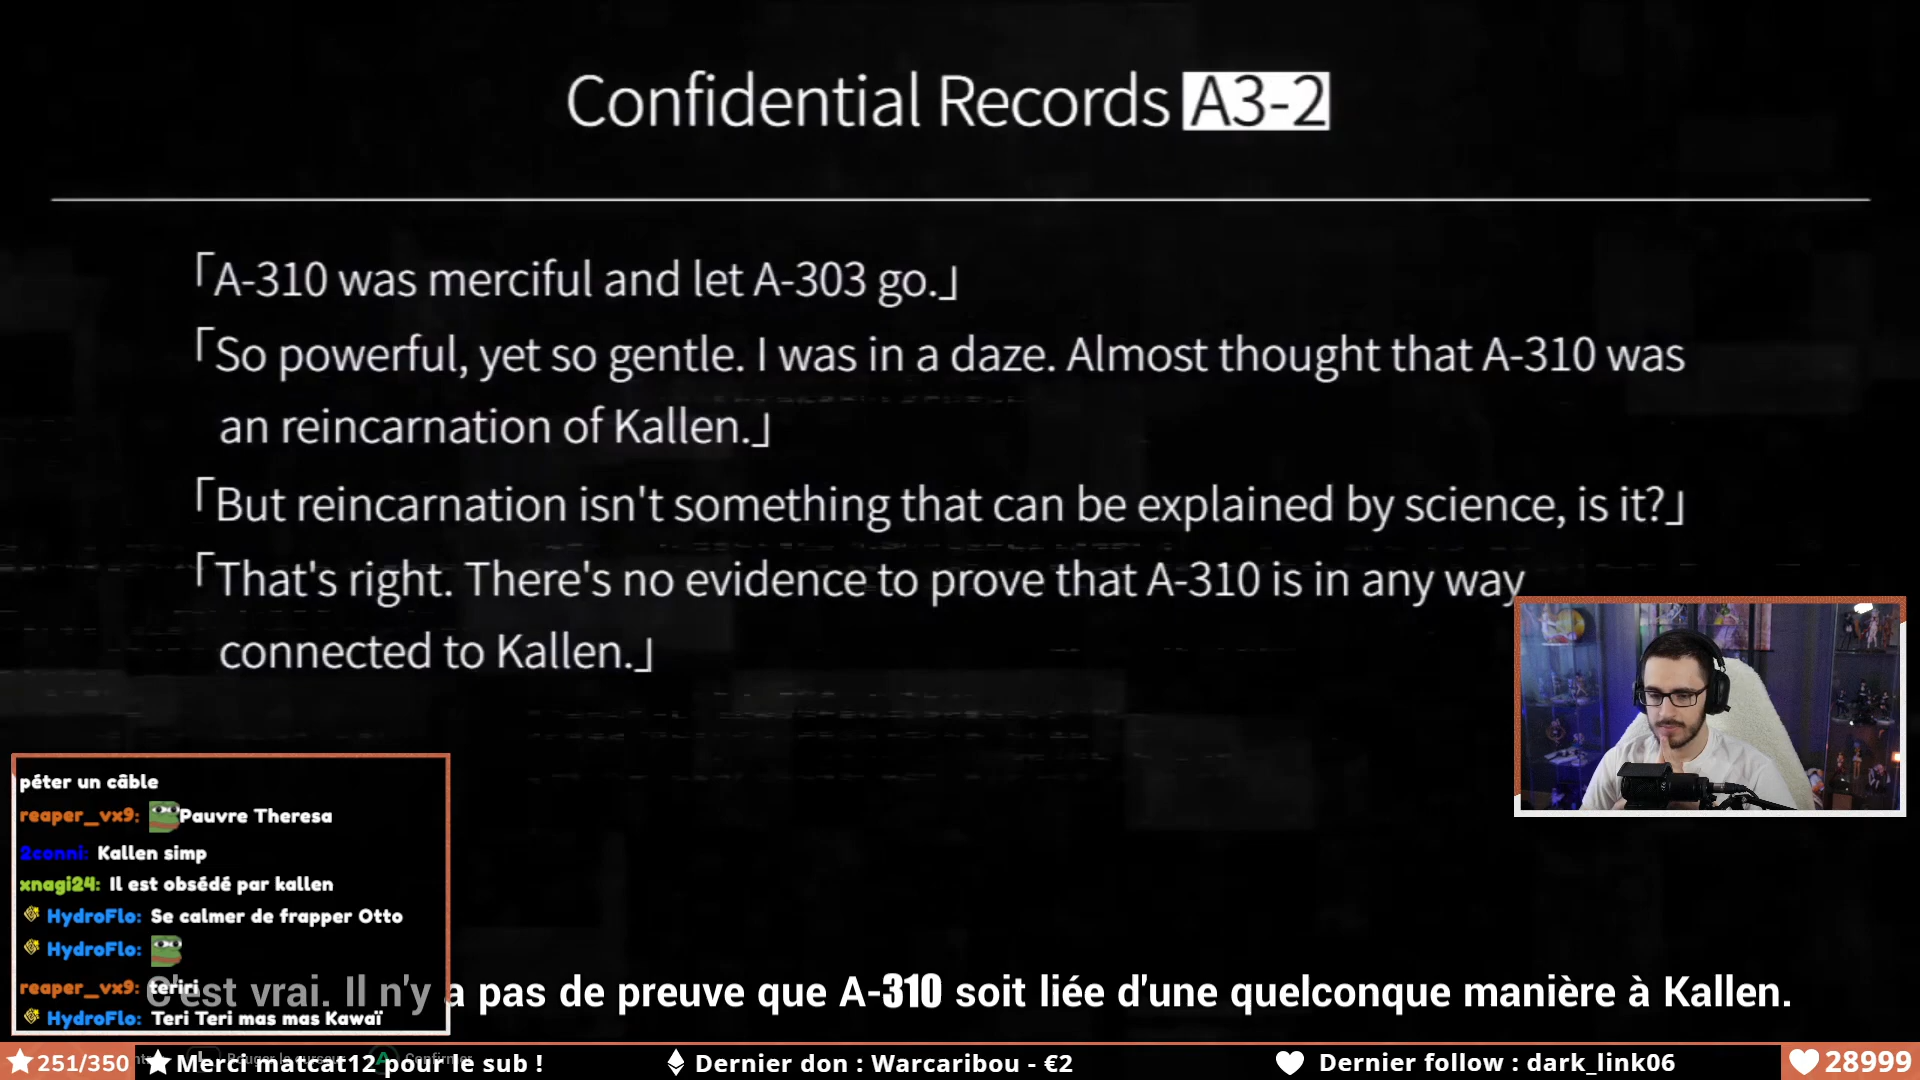 Confidential Records A3-2
「A-310 was merciful and let A-303 go.」
「So powerful, yet so gentle. I was in a daze. Almost thought that A-310 was
an reincarnation of Kallen.」
「But reincarnation isn't something that can be explained by science, is it?」
「That's right. There's no evidence to prove that A-310 is in any way
connected to Kallen.」
péter un câble
reaper_vx9: Pauvre Theresa
2conni: Kallen simp
xnagi24: Il est obsédé par kallen
HydroFlo: Se calmer de frapper Otto
HydroFlo:
reaper_vx9: teriri
HydroFlo: Teri Teri mas mas Kawaï
C'est vrai. Il n'y a pas de preuve que A-310 soit liée d'une quelconque manière à Kallen.
251/350 Merci matcat12 pour le sub ! Dernier don : Warcaribou - €2 Dernier follow : dark_link06 28999